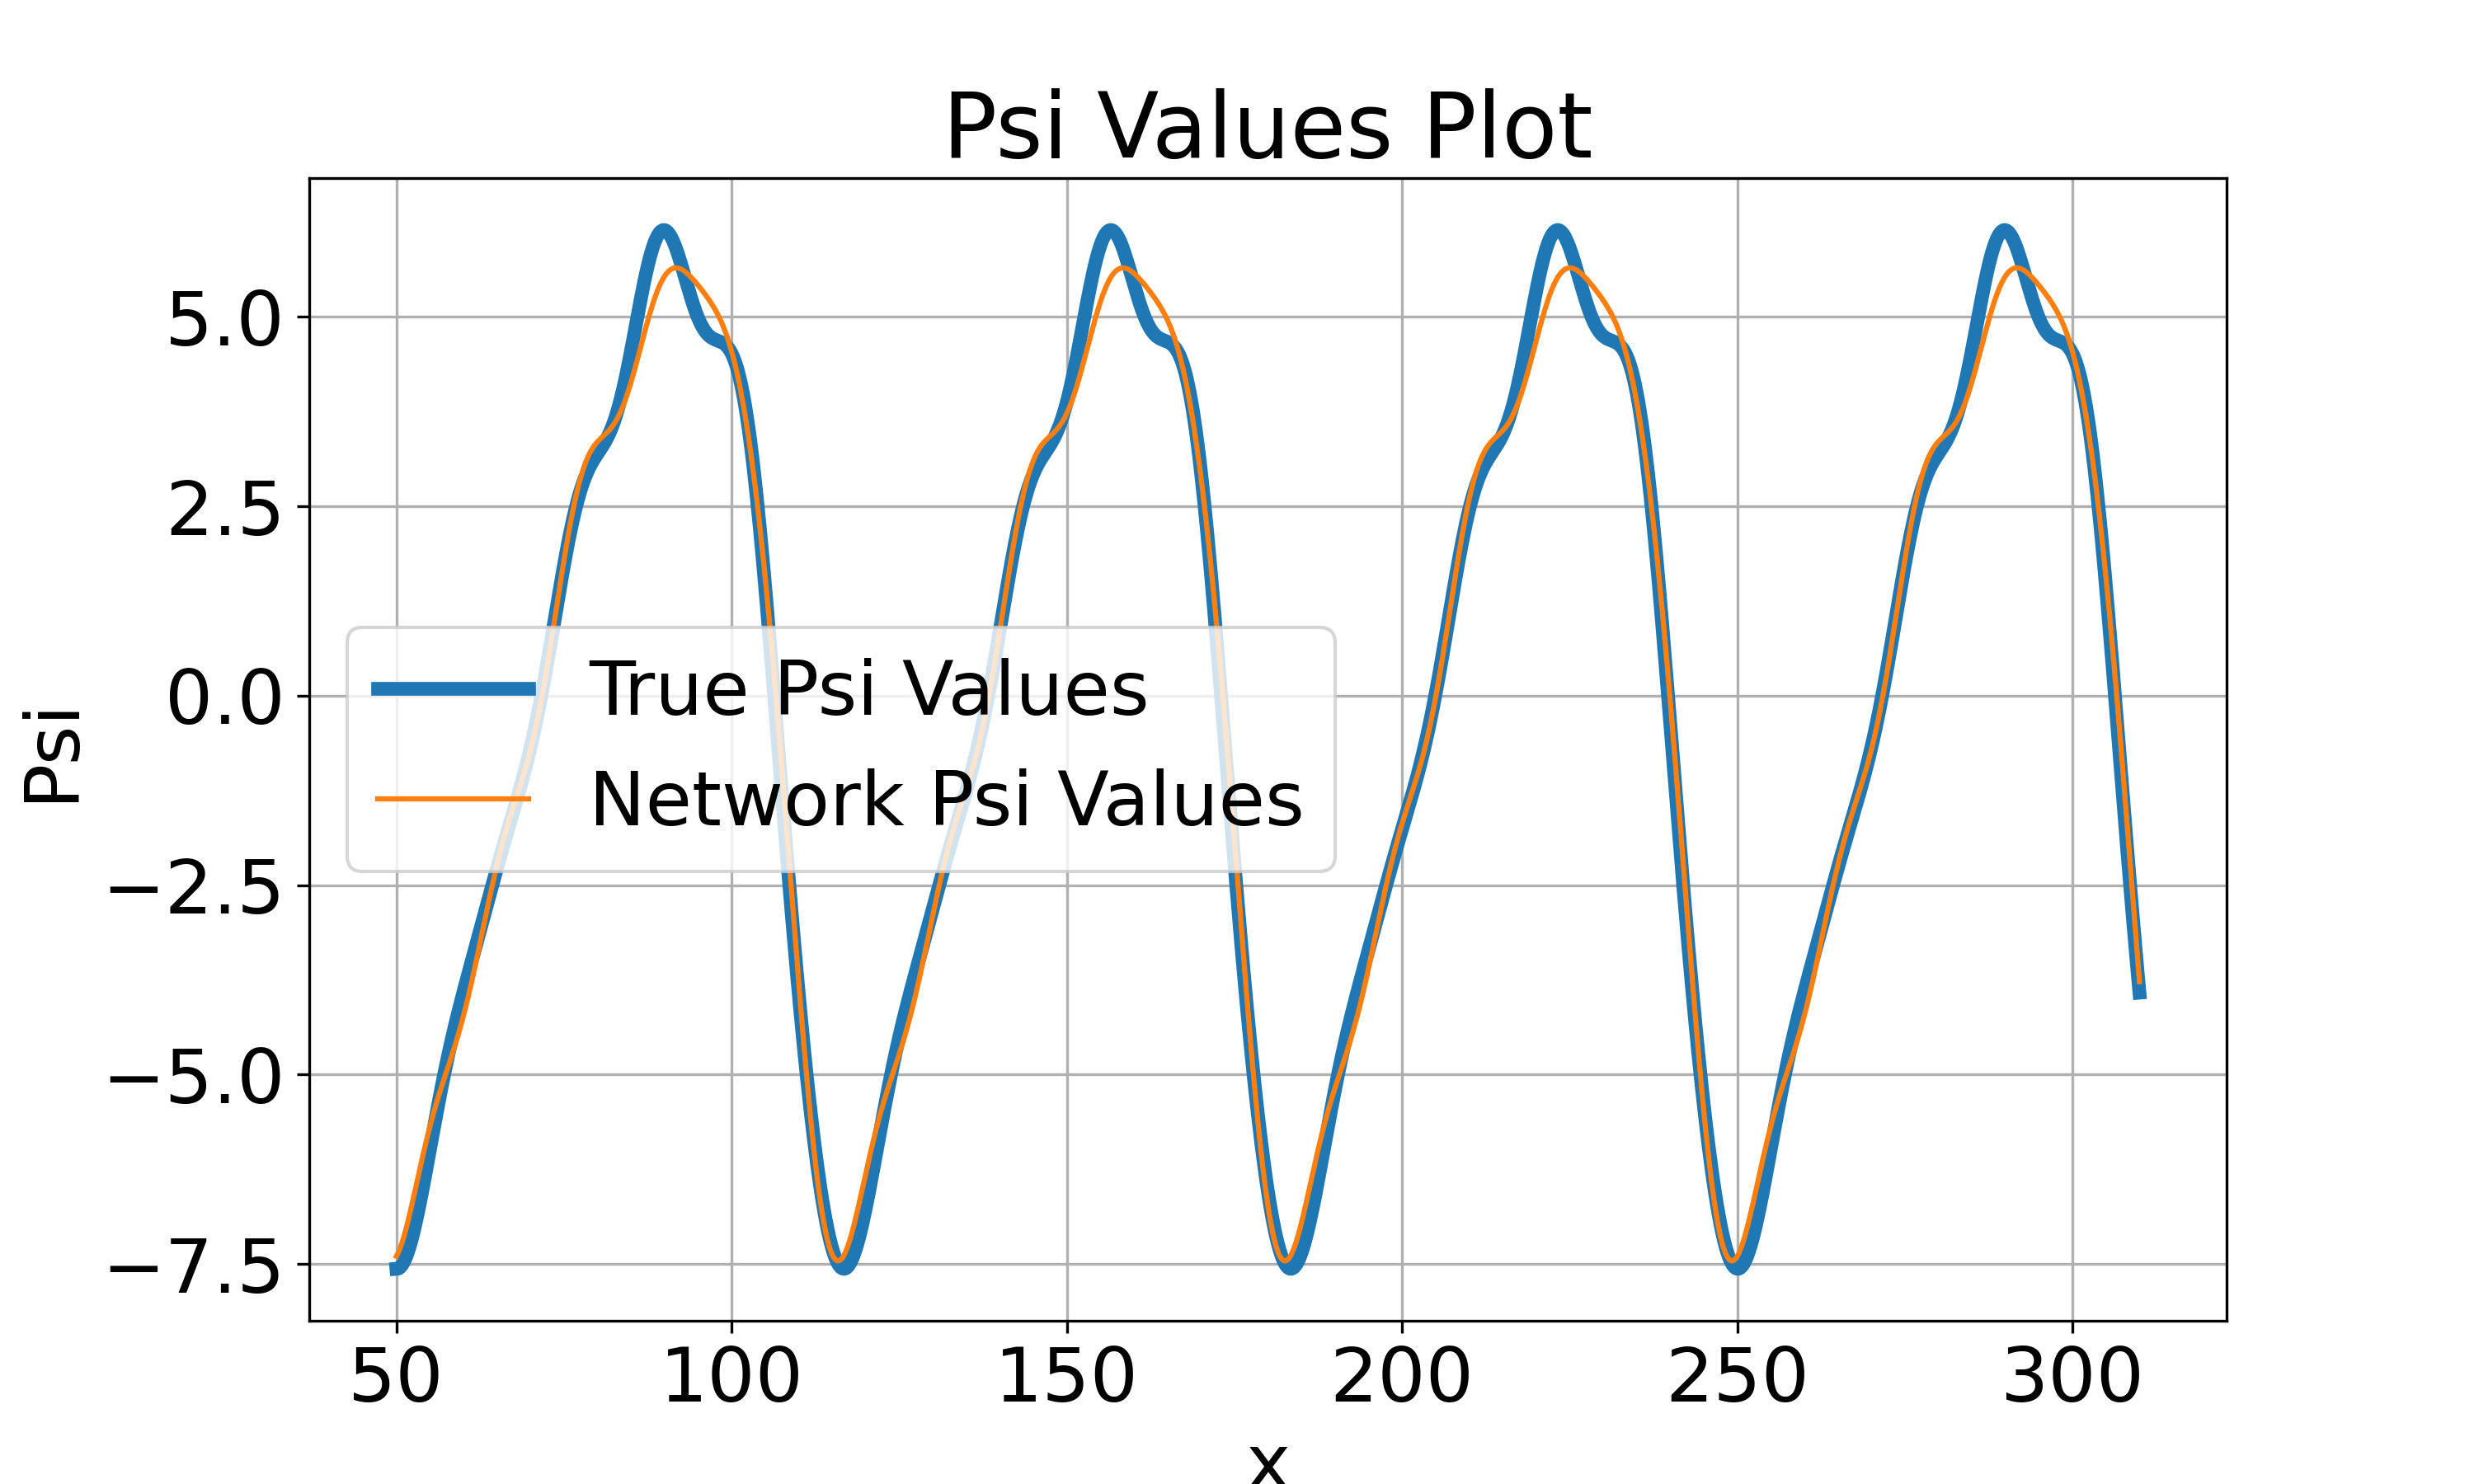 Psi Values Plot
5.0
2.5
0.0
−2.5
−5.0
−7.5
Psi
True Psi Values
Network Psi Values
50 100 150 200 250 300
x